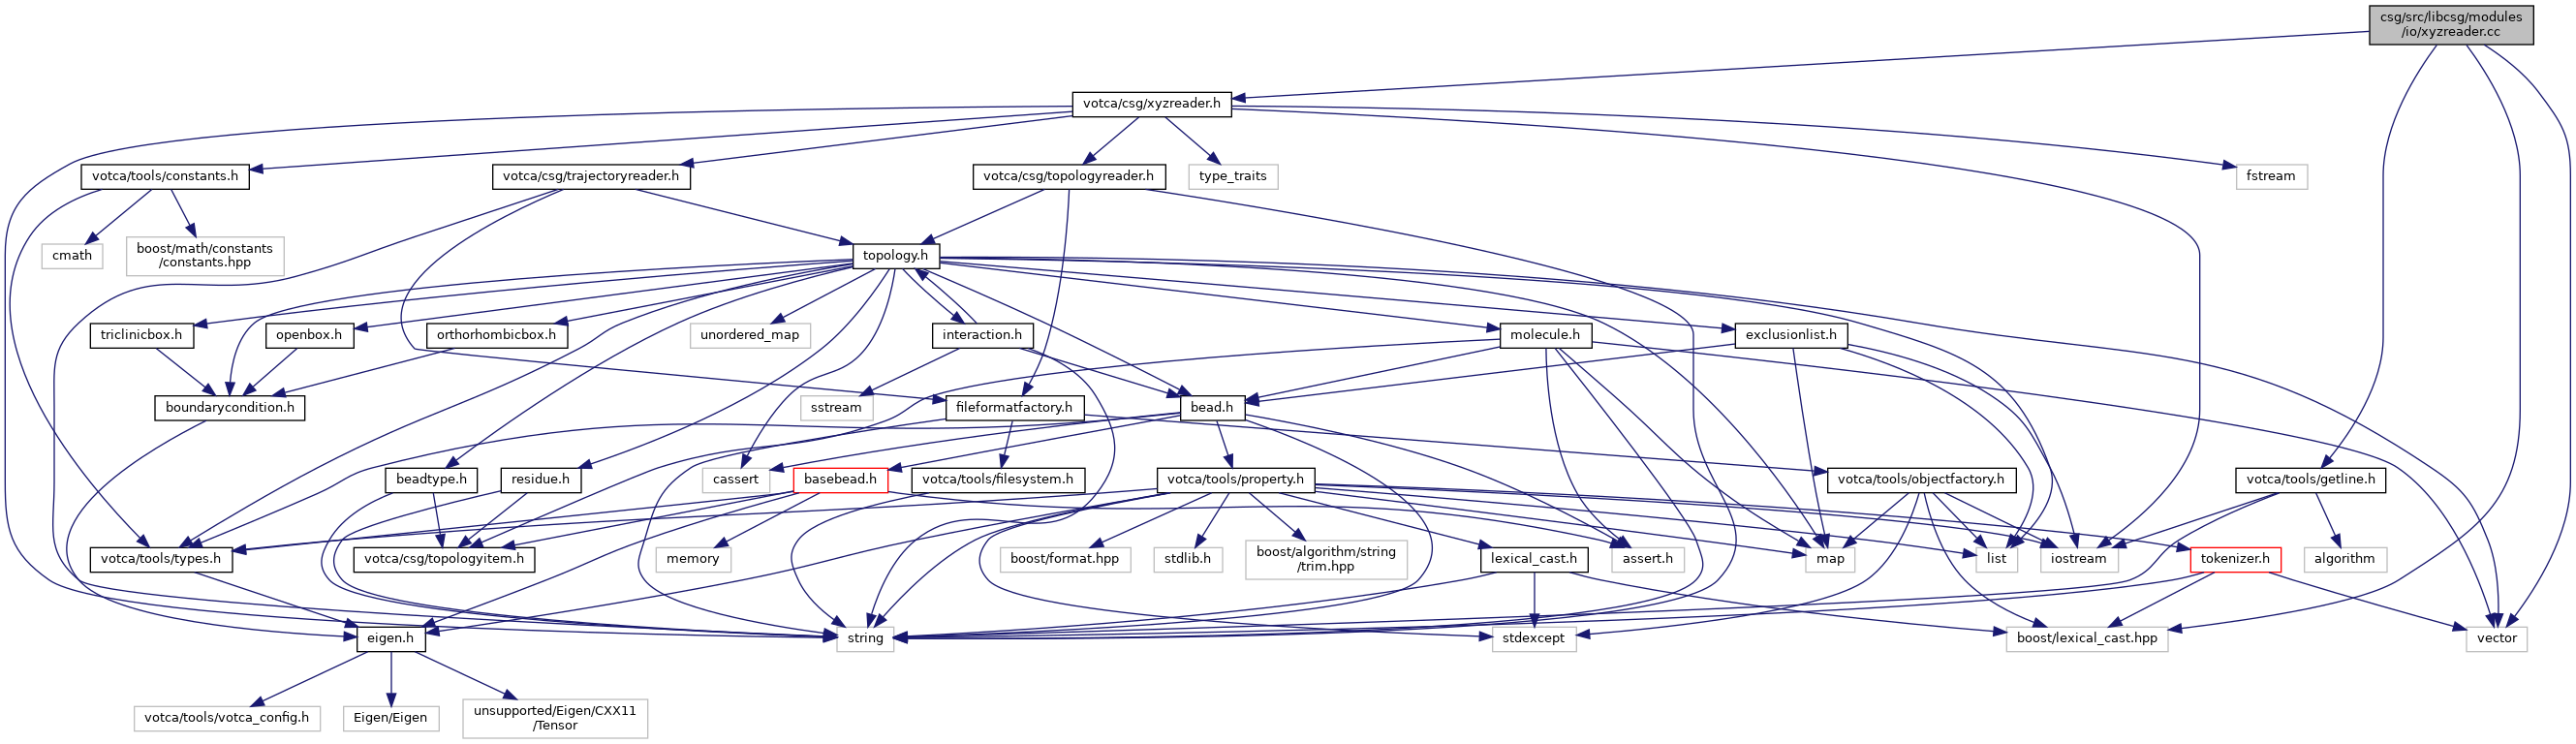 csg/src/libcsg/modules
/io/xyzreader.cc
votca/csg/xyzreader.h
votca/tools/constants.h
votca/csg/trajectoryreader.h
votca/csg/topologyreader.h
type_traits
fstream
cmath
boost/math/constants
/constants.hpp
topology.h
triclinicbox.h
openbox.h
orthorhombicbox.h
unordered_map
interaction.h
molecule.h
exclusionlist.h
boundarycondition.h
sstream
fileformatfactory.h
bead.h
beadtype.h
residue.h
cassert
basebead.h
votca/tools/filesystem.h
votca/tools/property.h
votca/tools/objectfactory.h
votca/tools/getline.h
votca/tools/types.h
votca/csg/topologyitem.h
memory
boost/format.hpp
stdlib.h
boost/algorithm/string
/trim.hpp
lexical_cast.h
assert.h
map
list
iostream
tokenizer.h
algorithm
eigen.h
string
stdexcept
boost/lexical_cast.hpp
vector
votca/tools/votca_config.h
Eigen/Eigen
unsupported/Eigen/CXX11
/Tensor